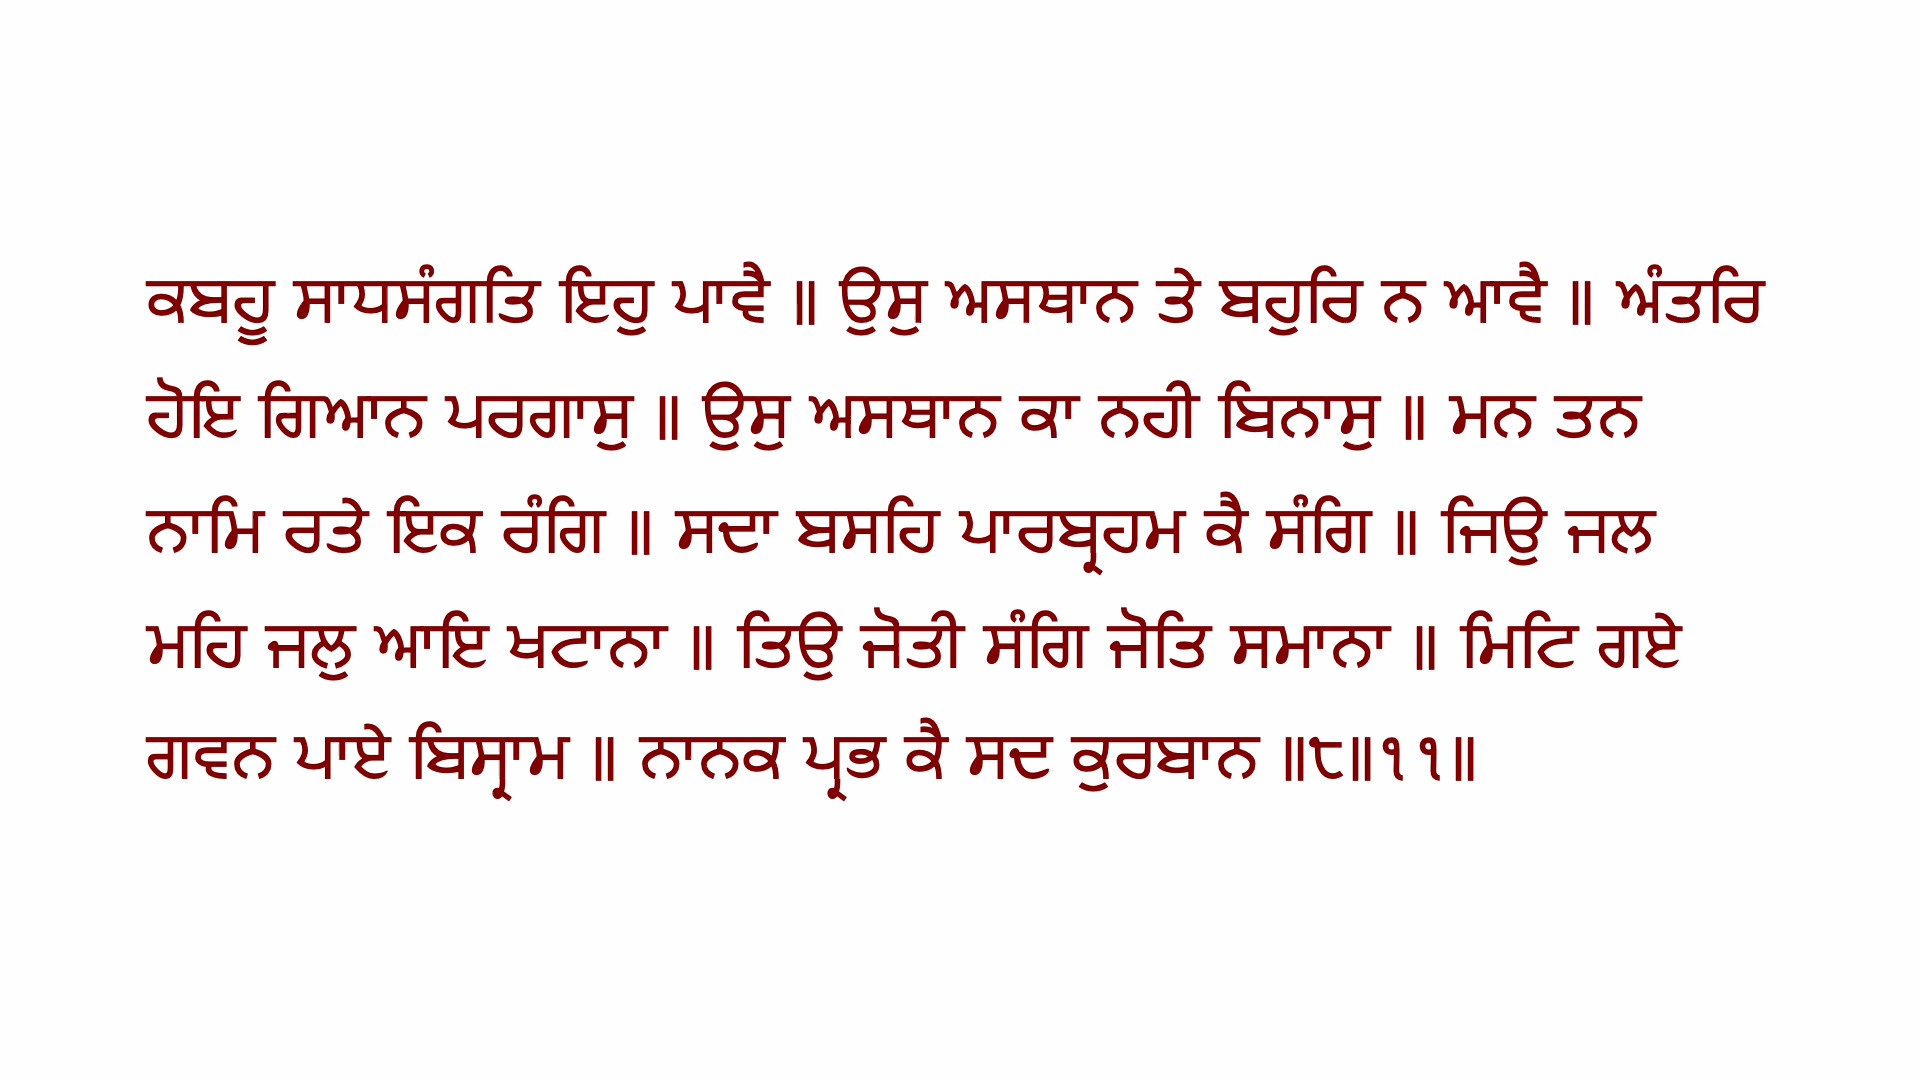 ਕਬਹੂ ਸਾਧਸੰਗਤਿ ਇਹੁ ਪਾਵੈ ॥ ਉਸੁ ਅਸਥਾਨ ਤੇ ਬਹੁਰਿ ਨ ਆਵੈ ॥ ਅੰਤਰਿ
ਹੋਇ ਗਿਆਨ ਪਰਗਾਸੁ ॥ ਉਸੁ ਅਸਥਾਨ ਕਾ ਨਹੀ ਬਿਨਾਸੁ ॥ ਮਨ ਤਨ
ਨਾਮਿ ਰਤੇ ਇਕ ਰੰਗਿ ॥ ਸਦਾ ਬਸਹਿ ਪਾਰਬ੍ਰਹਮ ਕੈ ਸੰਗਿ ॥ ਜਿਉ ਜਲ
ਮਹਿ ਜਲੁ ਆਇ ਖਟਾਨਾ ॥ ਤਿਉ ਜੋਤੀ ਸੰਗਿ ਜੋਤਿ ਸਮਾਨਾ ॥ ਮਿਟਿ ਗਏ
ਗਵਨ ਪਾਏ ਬਿਸ੍ਰਾਮ ॥ ਨਾਨਕ ਪ੍ਰਭ ਕੈ ਸਦ ਕੁਰਬਾਨ ॥੮॥੧੧॥